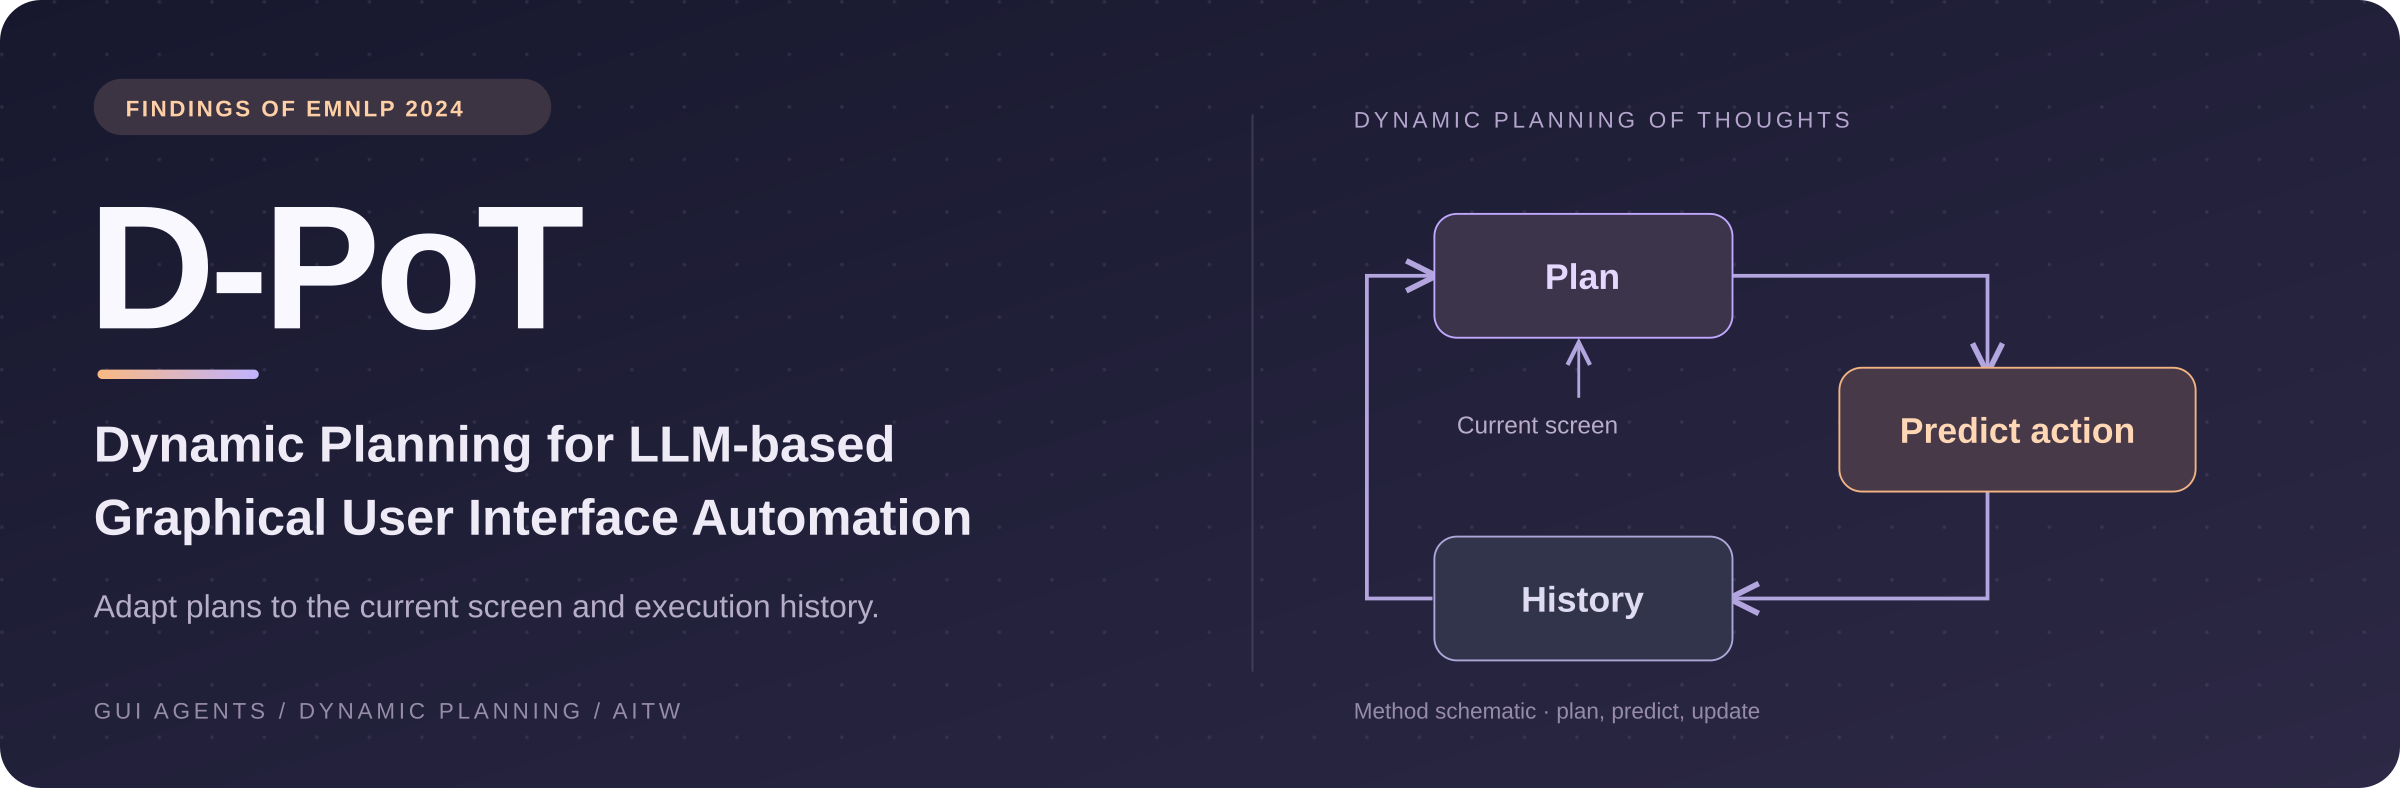 FINDINGS OF EMNLP 2024
D-PoT
Dynamic Planning for LLM-based
Graphical User Interface Automation
Adapt plans to the current screen and execution history.
GUI AGENTS / DYNAMIC PLANNING / AITW
DYNAMIC PLANNING OF THOUGHTS
Plan
Current screen
Predict action
History
Method schematic · plan, predict, update